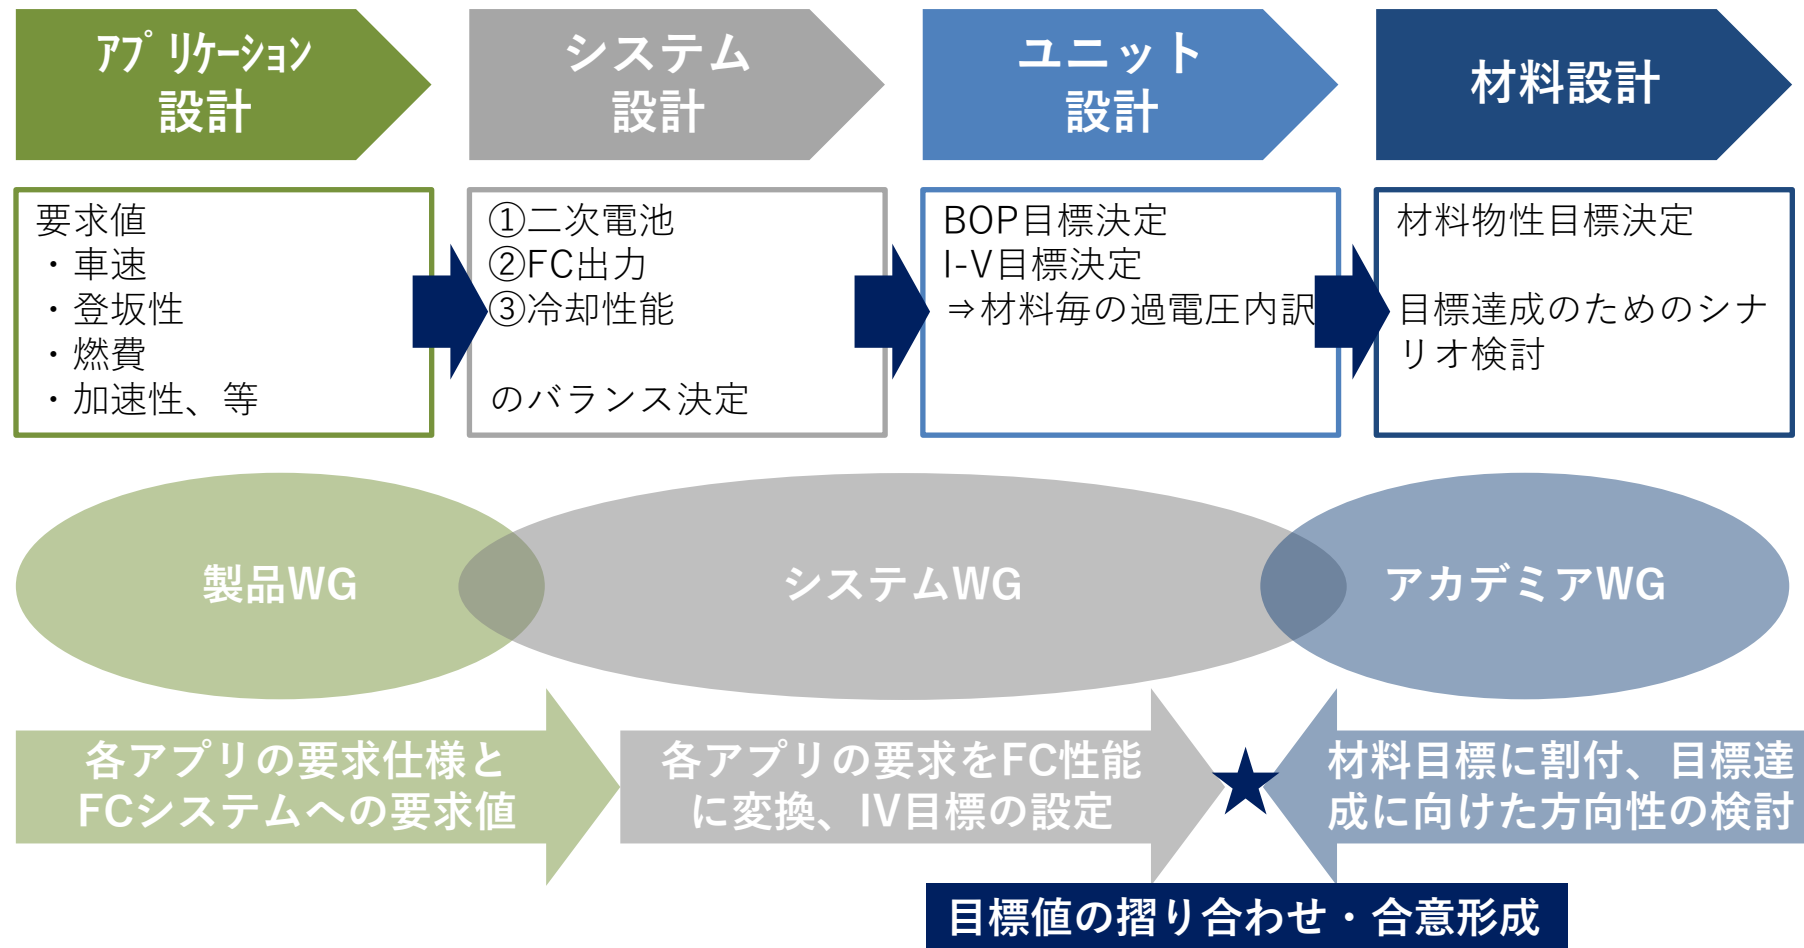 ｱﾌﾟﾘｹｰｼｮﾝ
設計
システム
設計
ユニット
設計
材料設計
要求値
・車速
・登坂性
・燃費
・加速性、等
①二次電池
②FC出力
③冷却性能
のバランス決定
BOP目標決定
I-V目標決定
⇒材料毎の過電圧内訳
材料物性目標決定
目標達成のためのシナ
リオ検討
製品WG
システムWG
アカデミアWG
各アプリの要求仕様と
FCシステムへの要求値
各アプリの要求をFC性能
に変換、IV目標の設定
材料目標に割付、目標達
成に向けた方向性の検討
目標値の摺り合わせ・合意形成